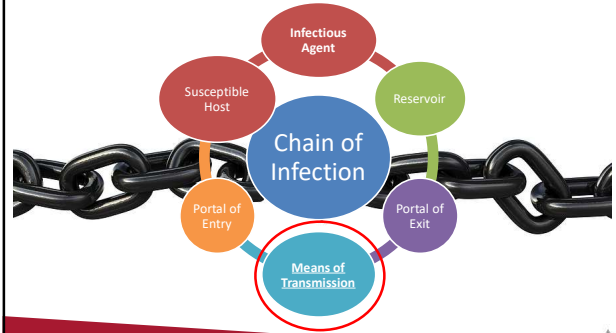 Infectious
Agent
Susceptible
Host
Reservoir
Chain of
Infection
Portal of
Entry
Portal of
Exit
Means of
Transmission